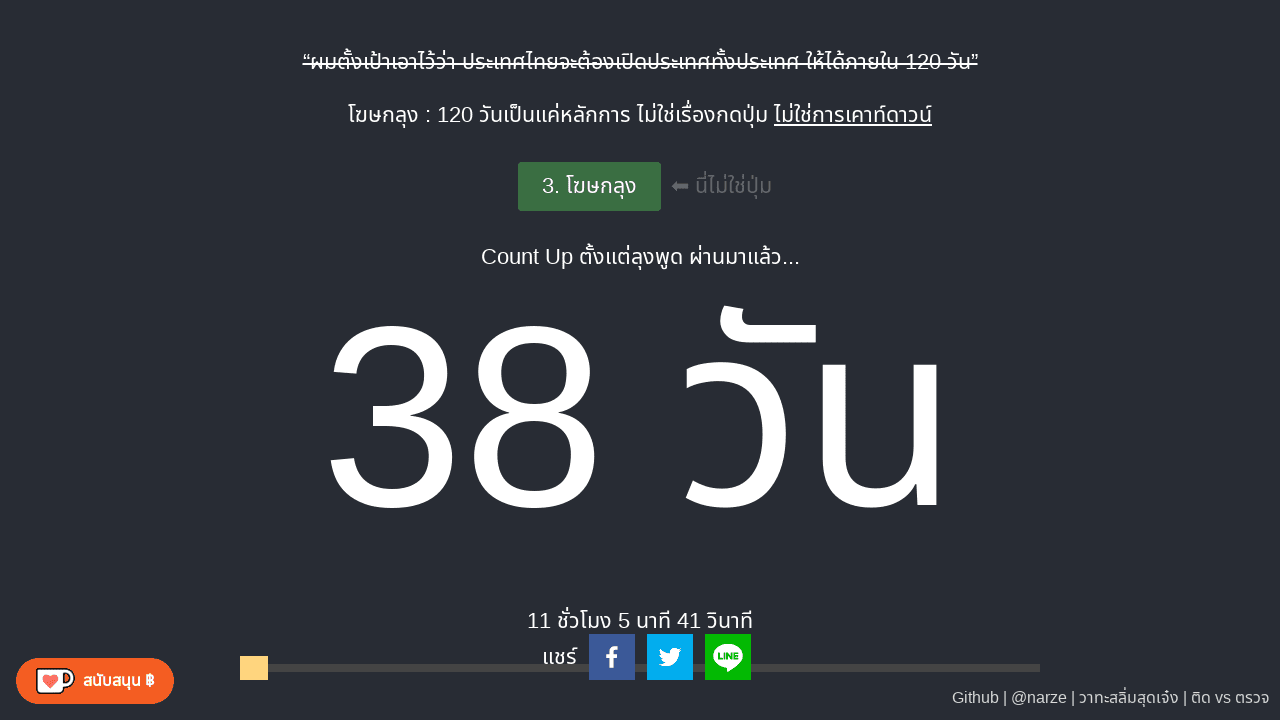 “ผมตั้งเป้าเอาไว้ว่า ประเทศไทยจะต้องเปิดประเทศทั้งประเทศ ให้ได้ภายใน 120 วัน”
โฆษกลุง : 120 วันเป็นแค่หลักการ ไม่ใช่เรื่องกดปุ่ม ไม่ใช่การเคาท์ดาวน์
3. โฆษกลุง ⬅ นี่ไม่ใช่ปุ่ม
Count Up ตั้งแต่ลุงพูด ผ่านมาแล้ว...
38 วัน
11 ชั่วโมง 5 นาที 41 วินาที
แชร์
LINE
สนับสนุน ฿
Github | @narze | วาทะสลิ่มสุดเจ๋ง | ติด vs ตรวจ